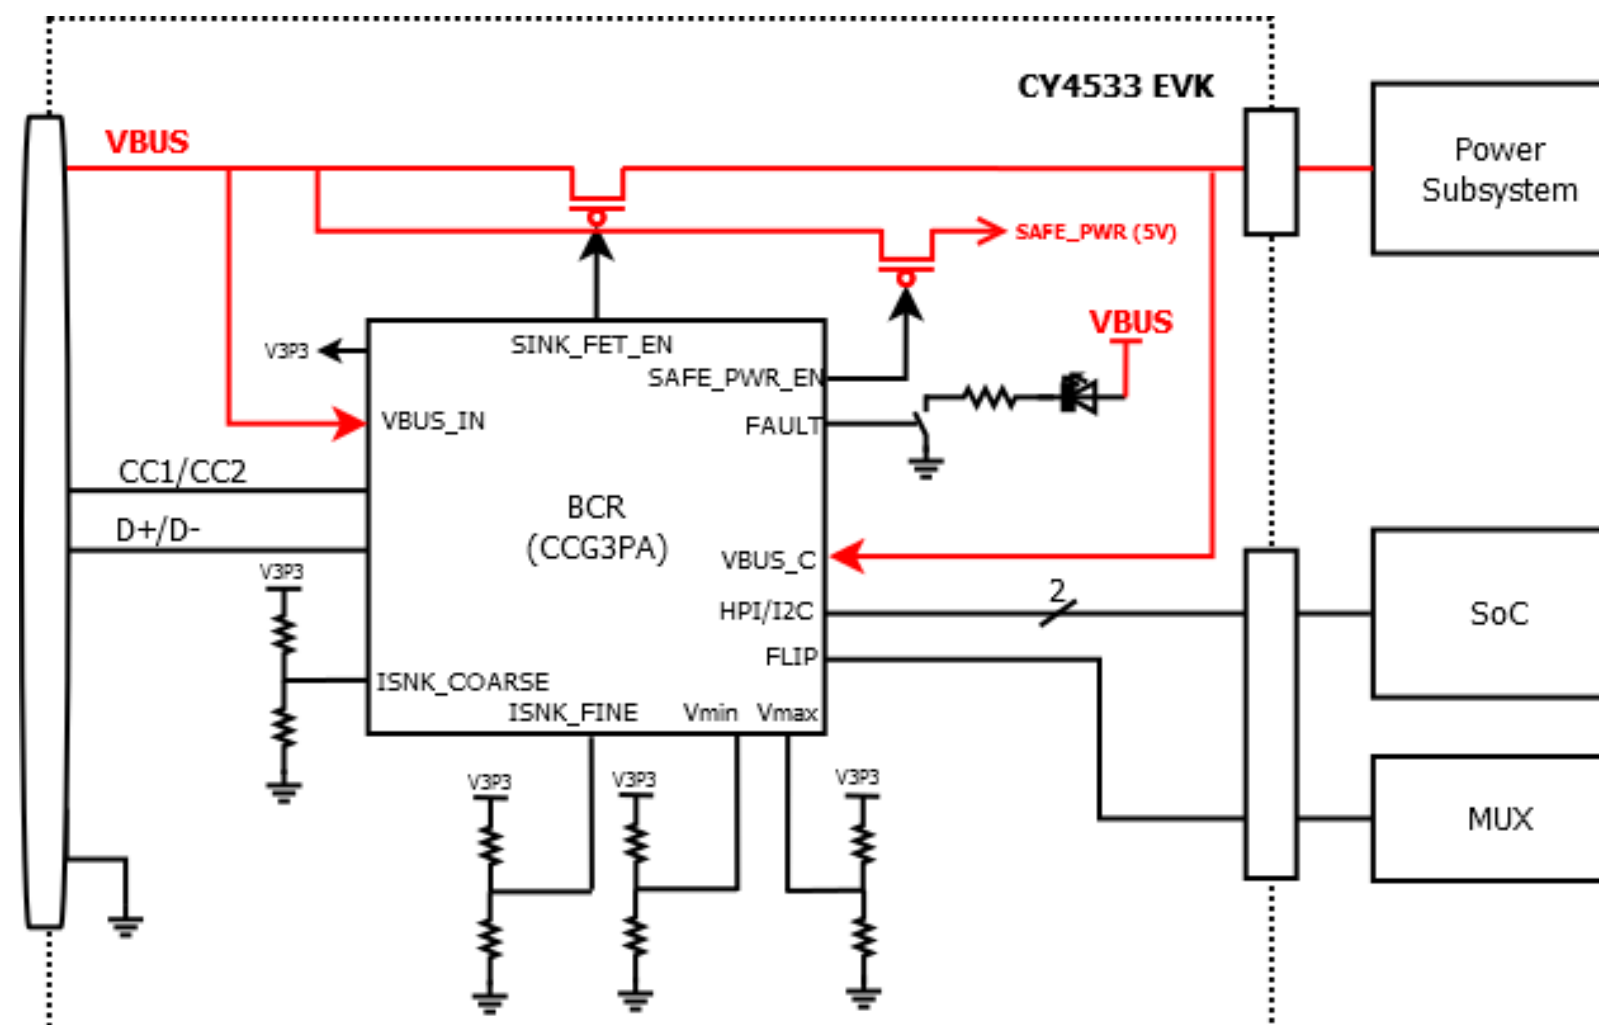 CY4533 EVK
VBUS
Power
Subsystem
SAFE_PWR (5V)
VBUS
V3P3
SINK_FET_EN
SAFE_PWR_EN
VBUS_IN
FAULT
CC1/CC2
BCR
(CCG3PA)
D+/D-
VBUS_C
V3P3
2
HPI/I2C
SoC
FLIP
ISNK_COARSE
ISNK_FINE
Vmin
Vmax
V3P3
V3P3
V3P3
MUX